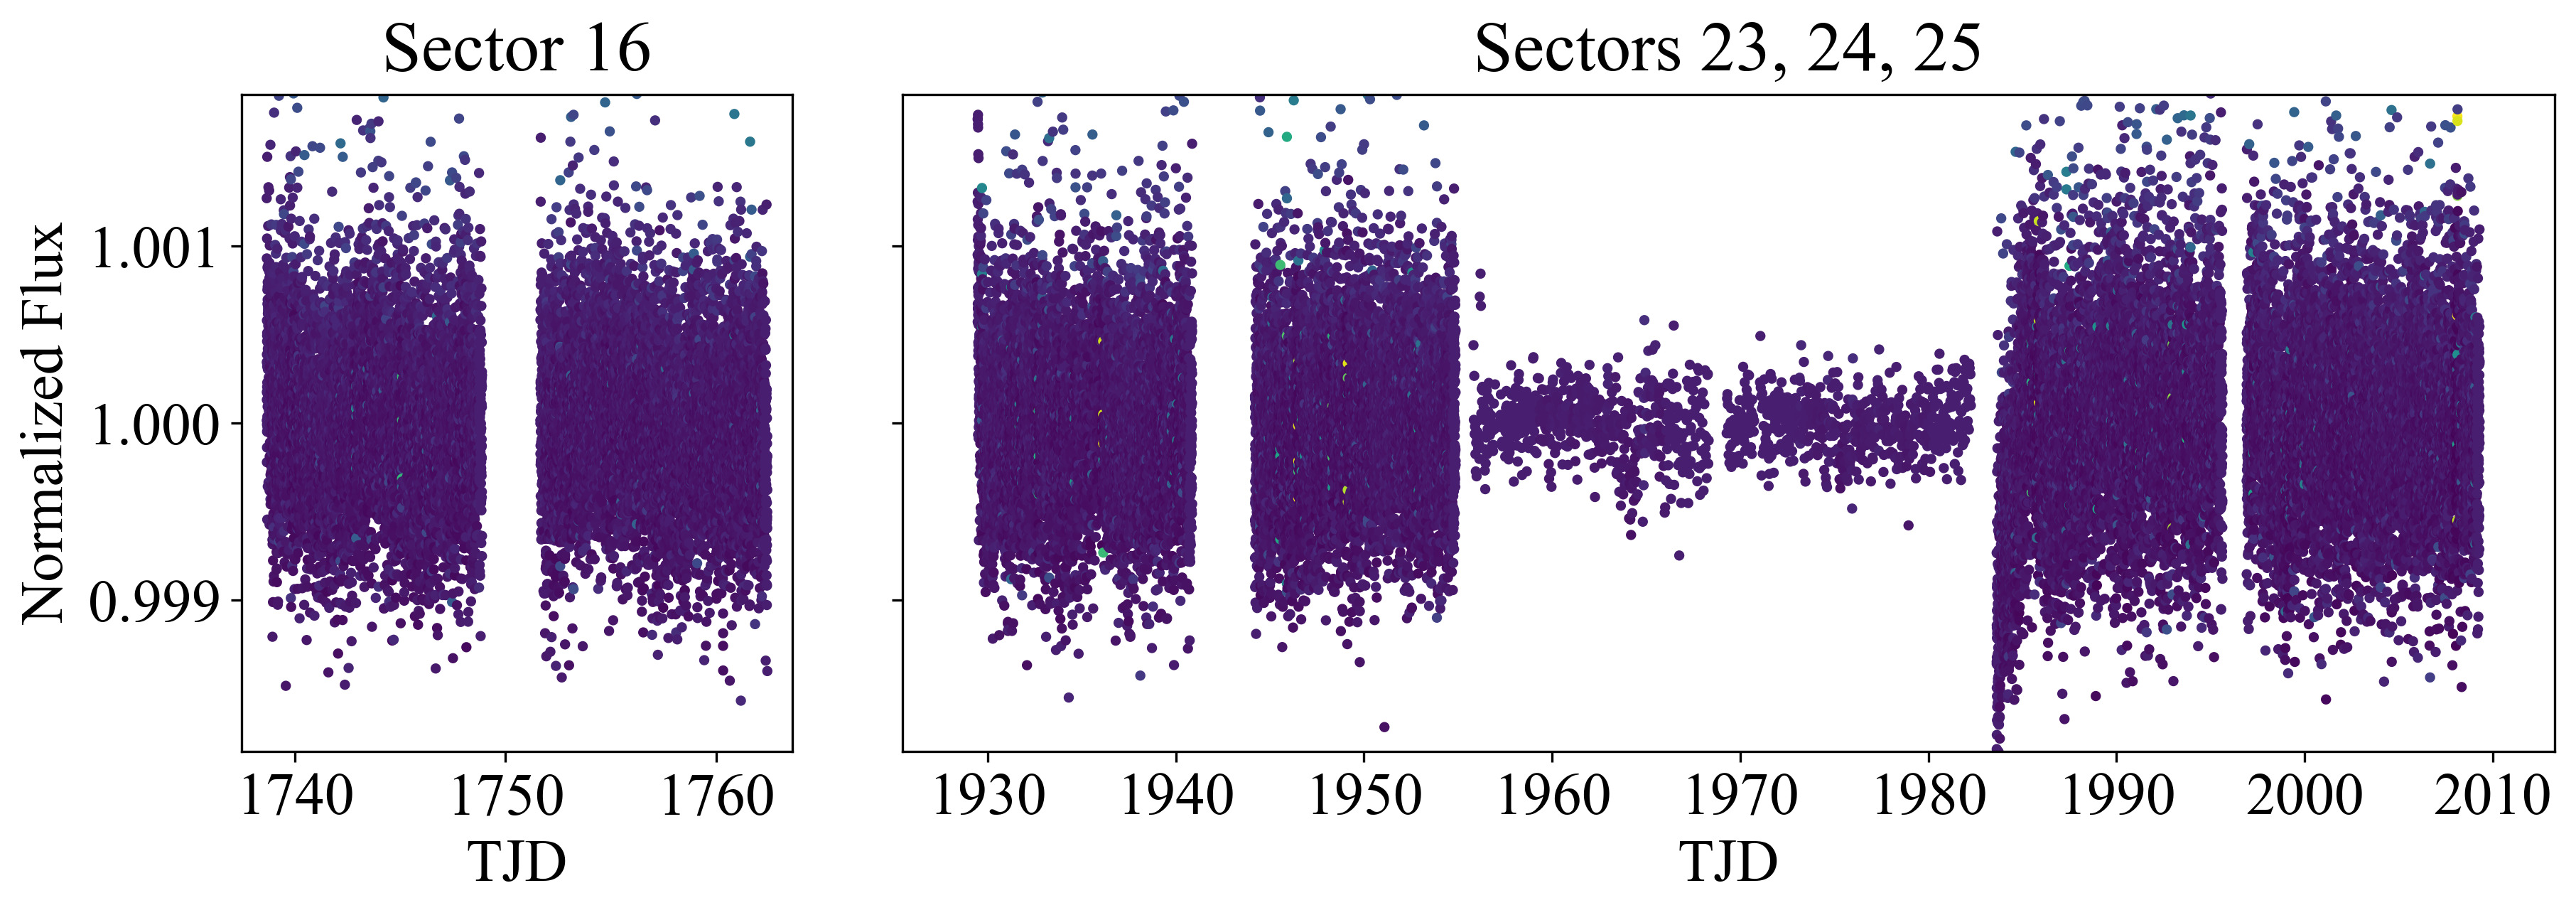 Sector 16
Sectors 23, 24, 25
Normalized Flux
1.001
1.000
0.999
1740 1750 1760
1930 1940 1950 1960 1970 1980 1990 2000 2010
TJD
TJD